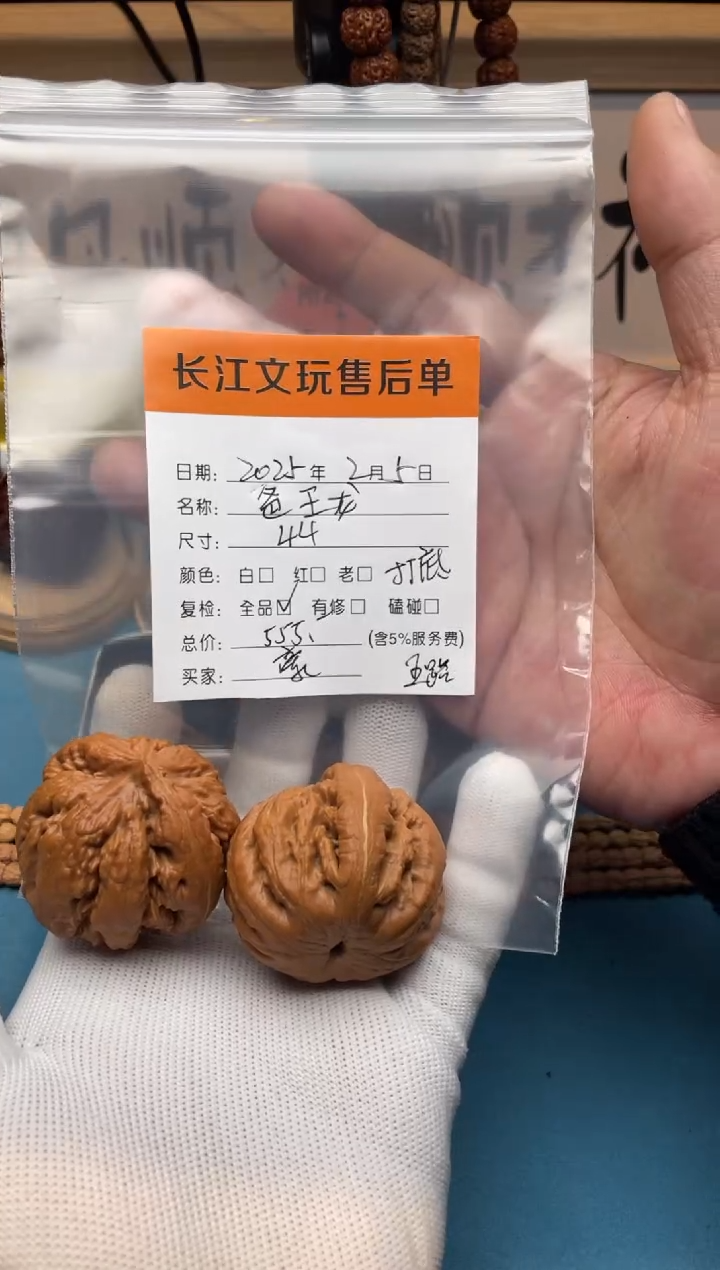 长江文玩售后单
日期: 2025年 2月5日
名称: 王
尺寸: 44
颜色: 白□ 红□ 老□ 打底
复检: 全品☑ 有修□ 磕碰□
总价: 555. (含5%服务费)
买家: